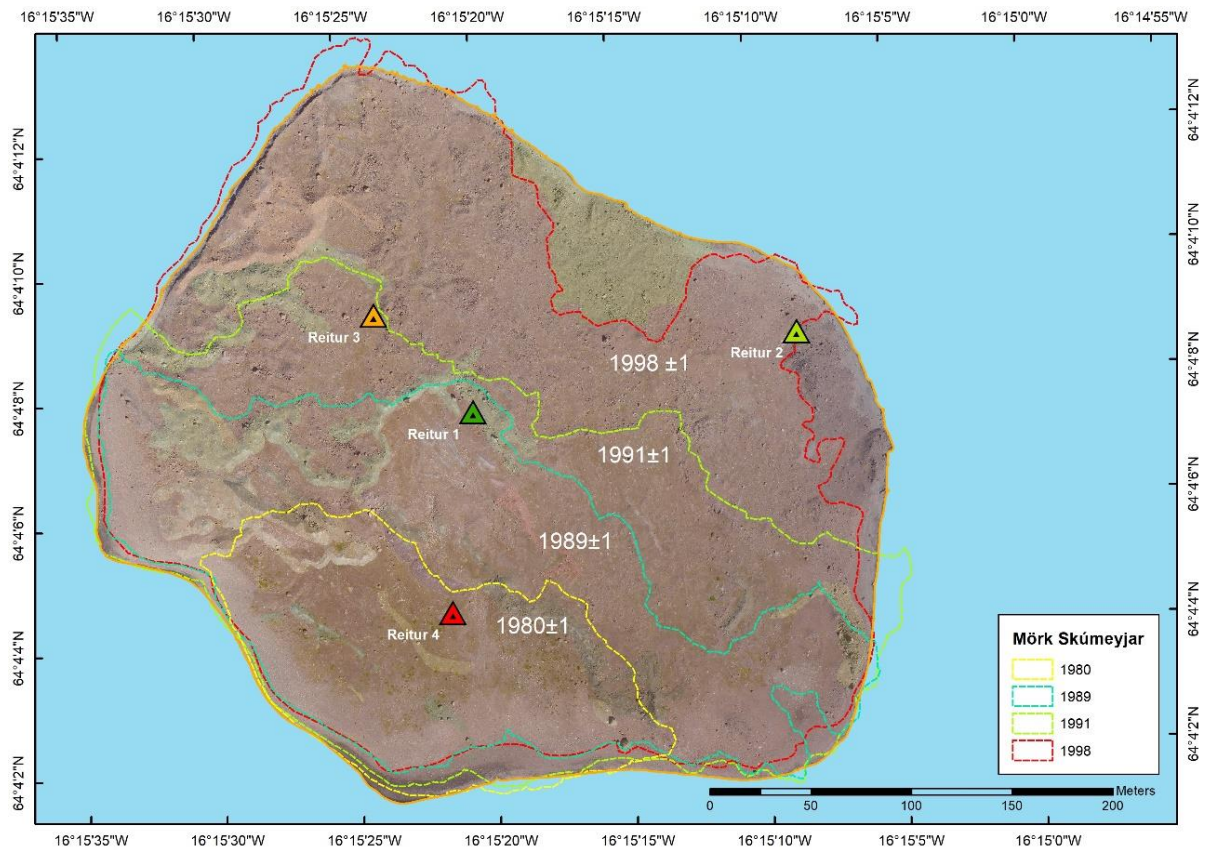 16°15'35"W 16°15'30"W 16°15'25"W 16°15'20"W 16°15'15"W 16°15'10"W 16°15'5"W 16°15'0"W 16°14'55"W
64°4'12"N
64°4'12"N
64°4'10"N
64°4'10"N
Reitur 3
Reitur 2
1998 ±1
64°4'8"N
64°4'8"N
Reitur 1
1991±1
64°4'6"N
64°4'6"N
1989±1
64°4'4"N
Reitur 4
1980±1
64°4'4"N
64°4'2"N
64°4'2"N
Mörk Skúmeyjar
1980
1989
1991
1998
Meters
0 50 100 150 200
16°15'35"W 16°15'30"W 16°15'25"W 16°15'20"W 16°15'15"W 16°15'10"W 16°15'5"W 16°15'0"W